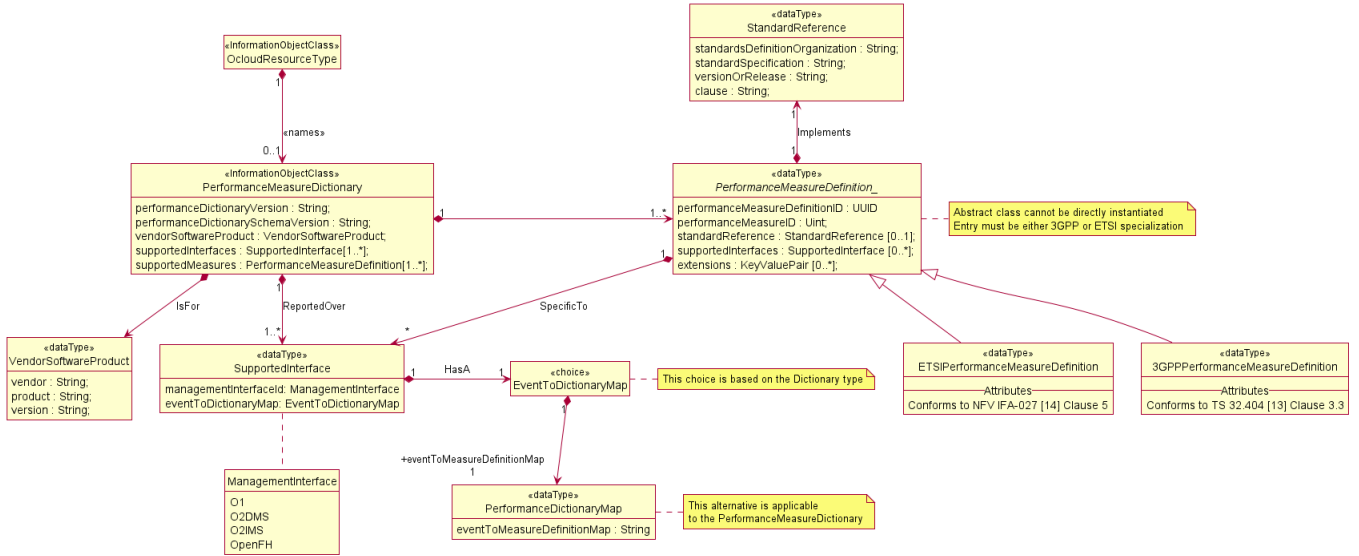 «dataType»
StandardReference
standardsDefinitionOrganization : String;
standardSpecification : String;
versionOrRelease : String;
clause : String;
«InformationObjectClass»
OcloudResourceType
1
«names»
0..1
1
Implements
1
«InformationObjectClass»
PerformanceMeasureDictionary
performanceDictionaryVersion : String;
performanceDictionarySchemaVersion : String;
vendorSoftwareProduct : VendorSoftwareProduct;
supportedInterfaces : SupportedInterface[1..*];
supportedMeasures : PerformanceMeasureDefinition[1..*];
1
1..*
«dataType»
PerformanceMeasureDefinition_
performanceMeasureDefinitionID : UUID
performanceMeasureID : Uint;
standardReference : StandardReference [0..1];
supportedInterfaces : SupportedInterface [0..*];
extensions : KeyValuePair [0..*];
Abstract class cannot be directly instantiated
Entry must be either 3GPP or ETSI specialization
IsFor
1
ReportedOver
1..*
1
SpecificTo
*
«dataType»
VendorSoftwareProduct
vendor : String;
product : String;
version : String;
«dataType»
SupportedInterface
managementInterfaceId: ManagementInterface
eventToDictionaryMap: EventToDictionaryMap
1
HasA
1
«choice»
EventToDictionaryMap
This choice is based on the Dictionary type
«dataType»
ETSIPerformanceMeasureDefinition
Attributes
Conforms to NFV IFA-027 [14] Clause 5
«dataType»
3GPPPerformanceMeasureDefinition
Attributes
Conforms to TS 32.404 [13] Clause 3.3
1
+eventToMeasureDefinitionMap
1
ManagementInterface
O1
O2DMS
O2IMS
OpenFH
«dataType»
PerformanceDictionaryMap
eventToMeasureDefinitionMap : String
This alternative is applicable
to the PerformanceMeasureDictionary